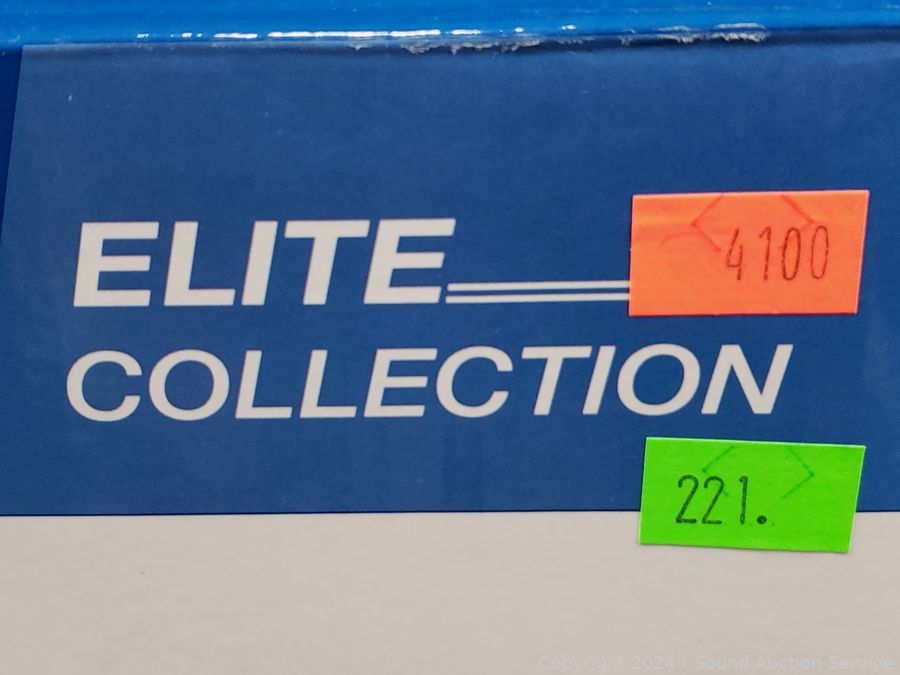 ELITE
4100
COLLECTION
221.
Copyright 2024 - Sound Auction Service